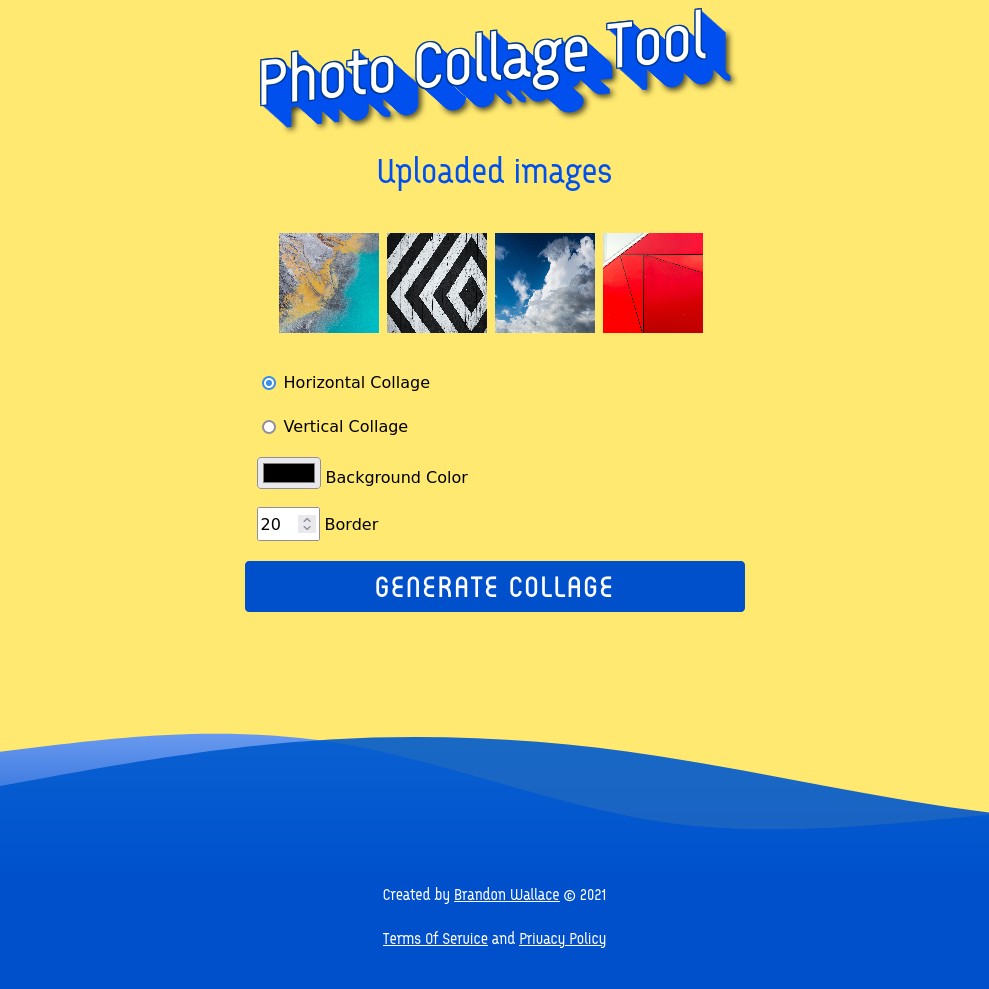 Photo Collage Tool
Uploaded images
Horizontal Collage
Vertical Collage
Background Color
20 Border
GENERATE COLLAGE
Created by Brandon Wallace © 2021
Terms Of Service and Privacy Policy